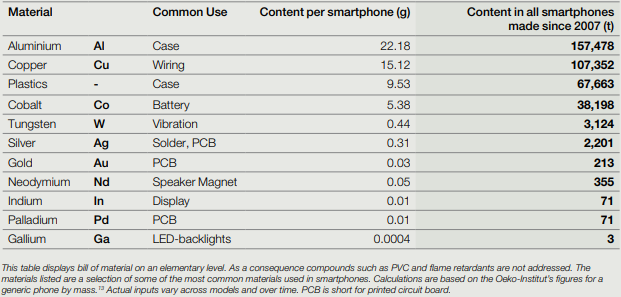 Material Common Use Content per smartphone (g) Content in all smartphones
made since 2007 (t)
Aluminium Al Case 22.18 157,478
Copper Cu Wiring 15.12 107,352
Plastics - Case 9.53 67,663
Cobalt Co Battery 5.38 38,198
Tungsten W Vibration 0.44 3,124
Silver Ag Solder, PCB 0.31 2,201
Gold Au PCB 0.03 213
Neodymium Nd Speaker Magnet 0.05 355
Indium In Display 0.01 71
Palladium Pd PCB 0.01 71
Gallium Ga LED-backlights 0.0004 3
This table displays bill of material on an elementary level. As a consequence compounds such as PVC and flame retardants are not addressed. The
materials listed are a selection of some of the most common materials used in smartphones. Calculations are based on the Oeko-Institut's figures for a
generic phone by mass.¹³ Actual inputs vary across models and over time. PCB is short for printed circuit board.